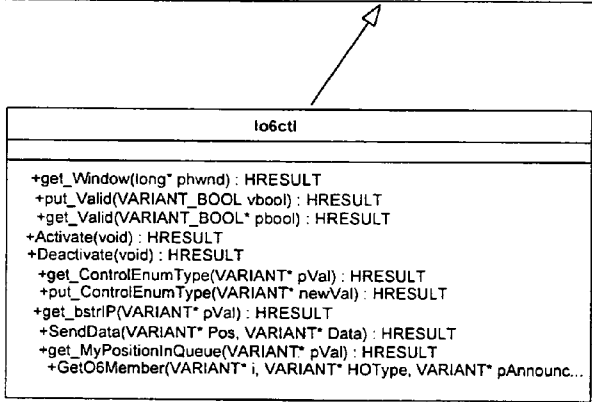 Io6ctl
+get_Window(long* phwnd) : HRESULT
+put_Valid(VARIANT_BOOL vbool) : HRESULT
+get_Valid(VARIANT_BOOL* pbool) : HRESULT
+Activate(void) : HRESULT
+Deactivate(void) : HRESULT
+get_ControlEnumType(VARIANT* pVal) : HRESULT
+put_ControlEnumType(VARIANT* newVal) : HRESULT
+get_bstrIP(VARIANT* pVal) : HRESULT
+SendData(VARIANT* Pos, VARIANT* Data) : HRESULT
+get_MyPositionInQueue(VARIANT* pVal) : HRESULT
+GetO6Member(VARIANT* i, VARIANT* HOType, VARIANT* pAnnounc...